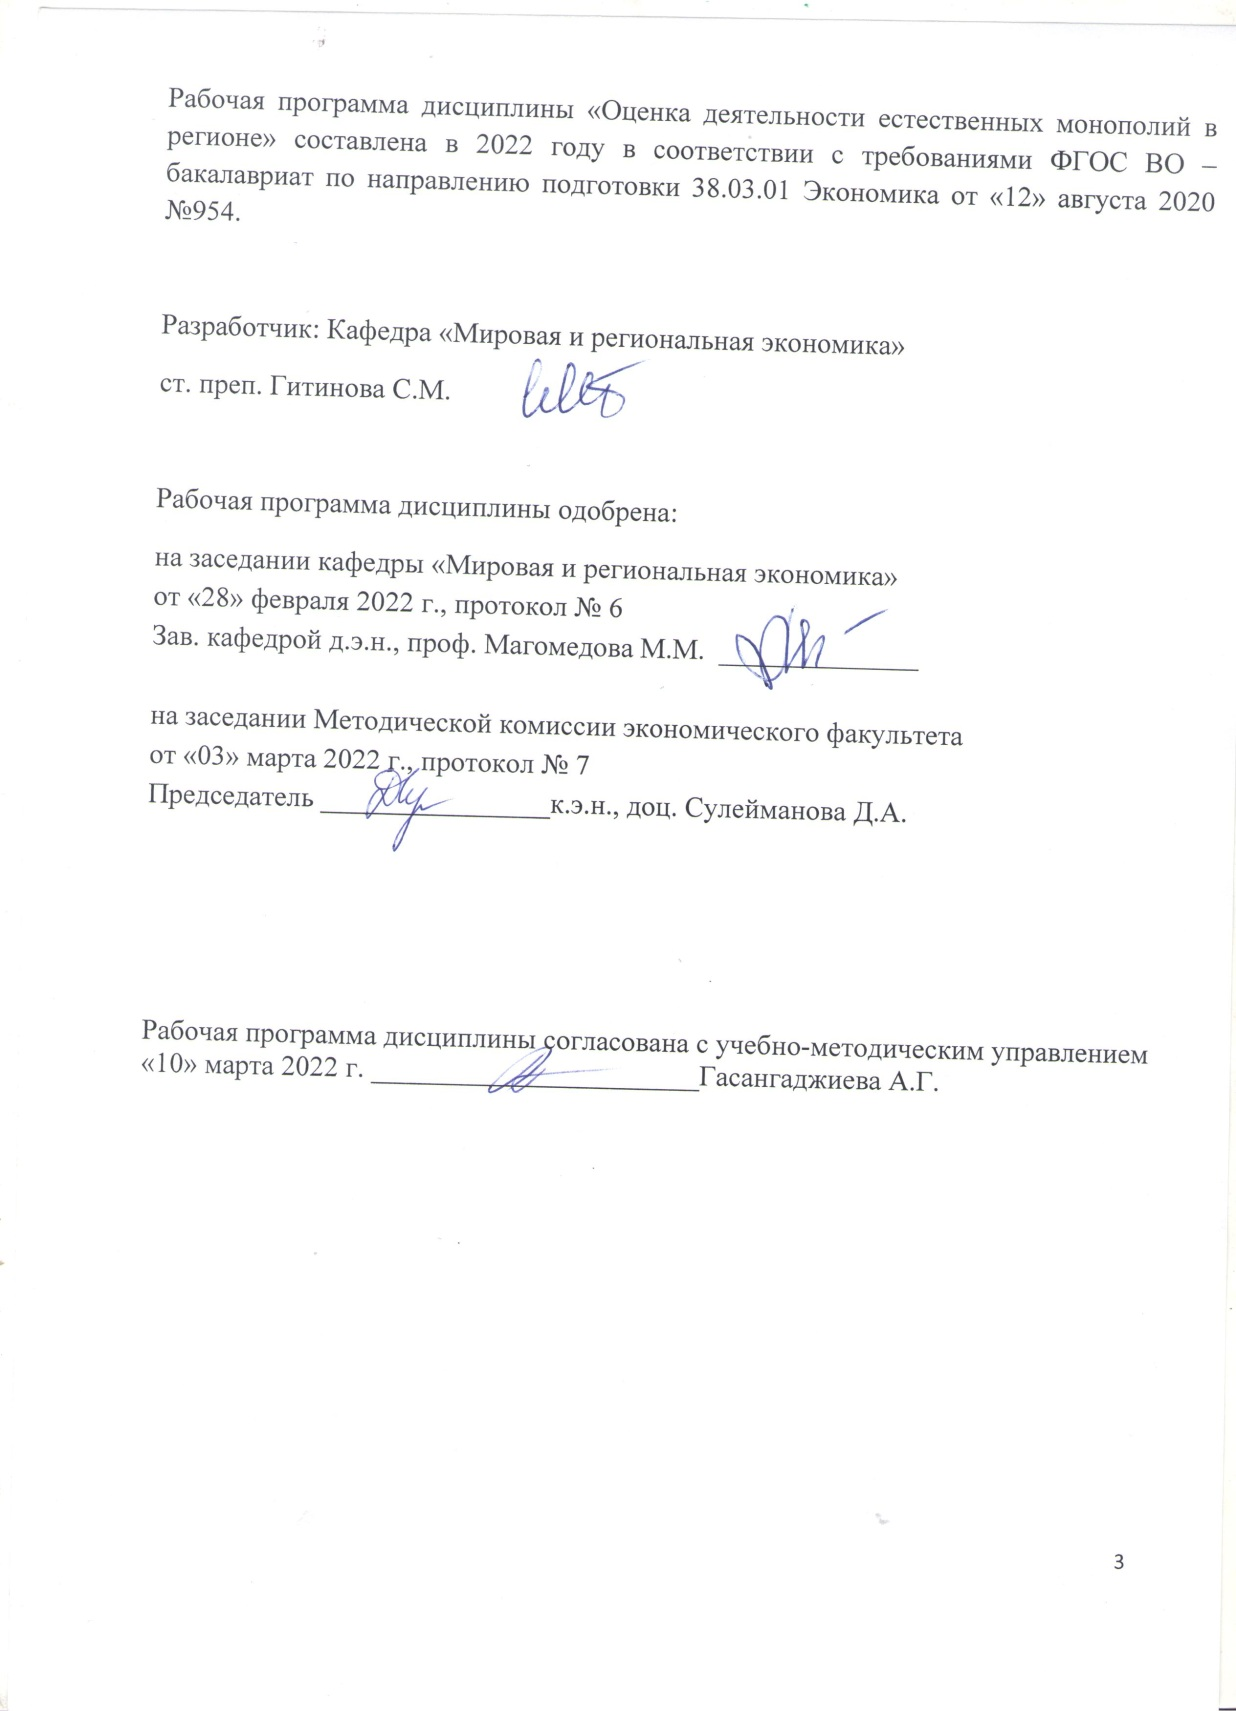 Рабочая программа дисциплины «Оценка деятельности естественных монополий в
регионе» составлена в 2022 году в соответствии с требованиями ФГОС ВО –
бакалавриат по направлению подготовки 38.03.01 Экономика от «12» августа 2020
№954.
Разработчик: Кафедра «Мировая и региональная экономика»
ст. преп. Гитинова С.М.
Рабочая программа дисциплины одобрена:
на заседании кафедры «Мировая и региональная экономика»
от «28» февраля 2022 г., протокол № 6
Зав. кафедрой д.э.н., проф. Магомедова М.М. ______________
на заседании Методической комиссии экономического факультета
от «03» марта 2022 г., протокол № 7
Председатель ________________к.э.н., доц. Сулейманова Д.А.
Рабочая программа дисциплины согласована с учебно-методическим управлением
«10» марта 2022 г. _______________________Гасангаджиева А.Г.
3